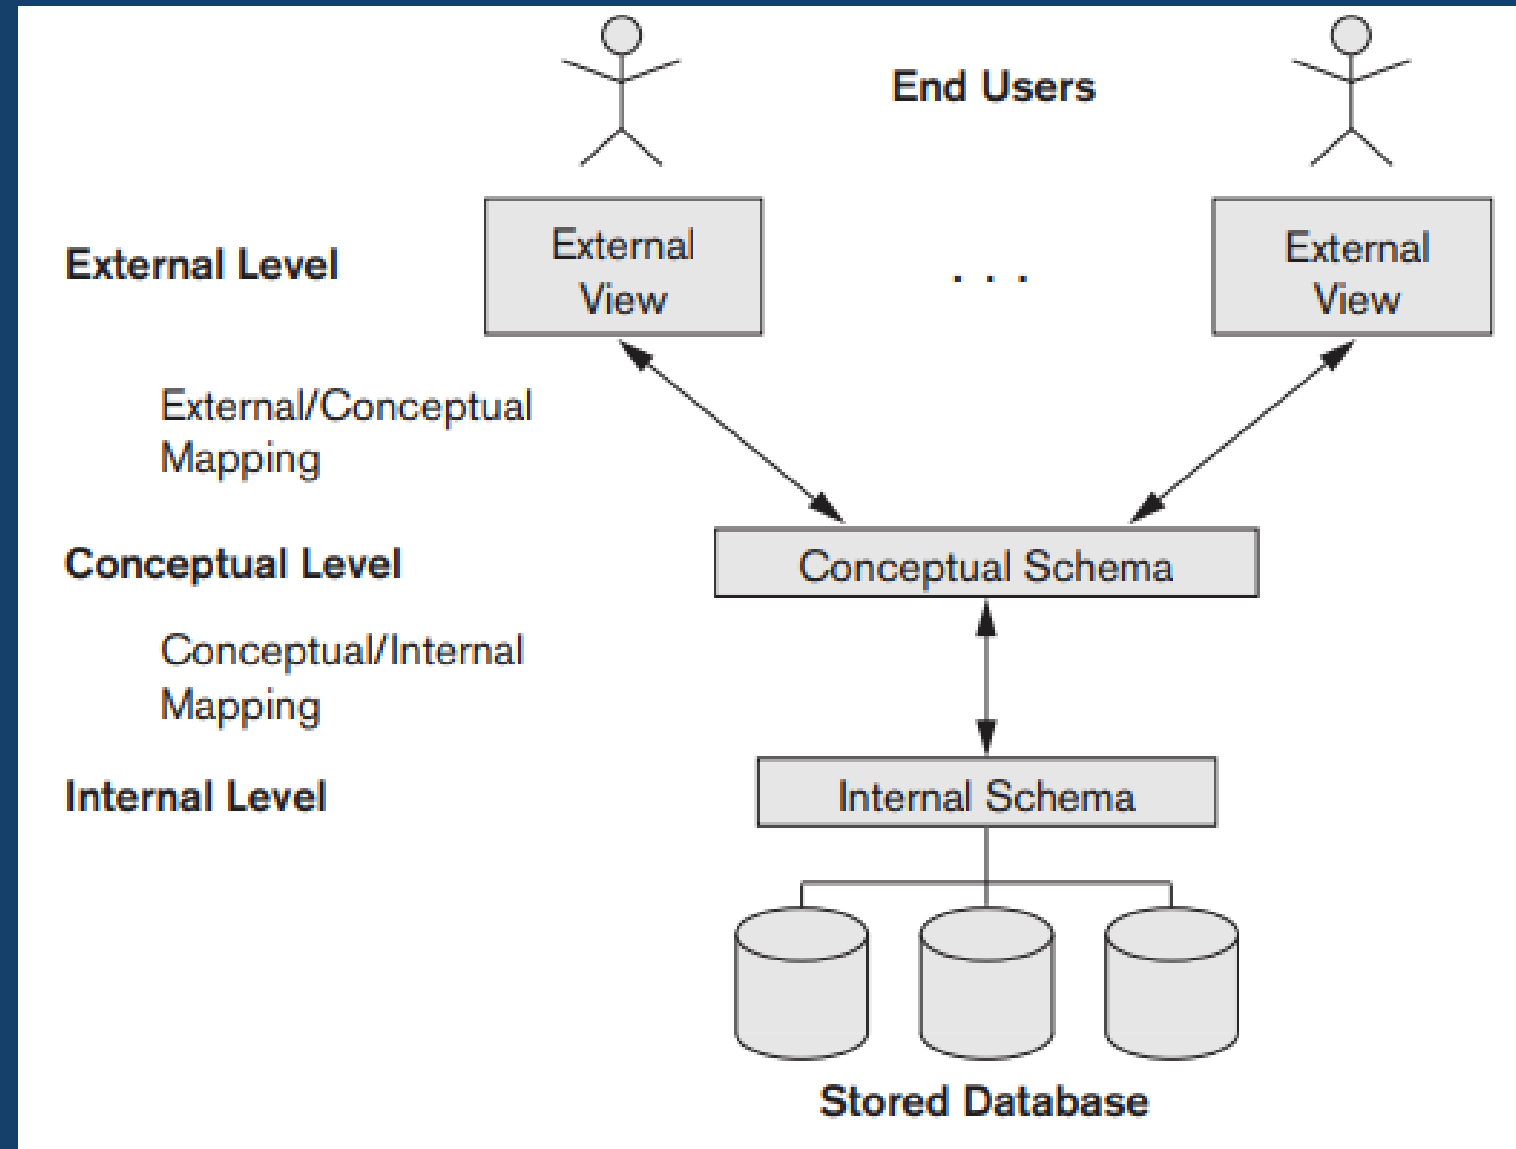 End Users
External Level
External
View
. . .
External
View
External/Conceptual
Mapping
Conceptual Level
Conceptual Schema
Conceptual/Internal
Mapping
Internal Level
Internal Schema
Stored Database